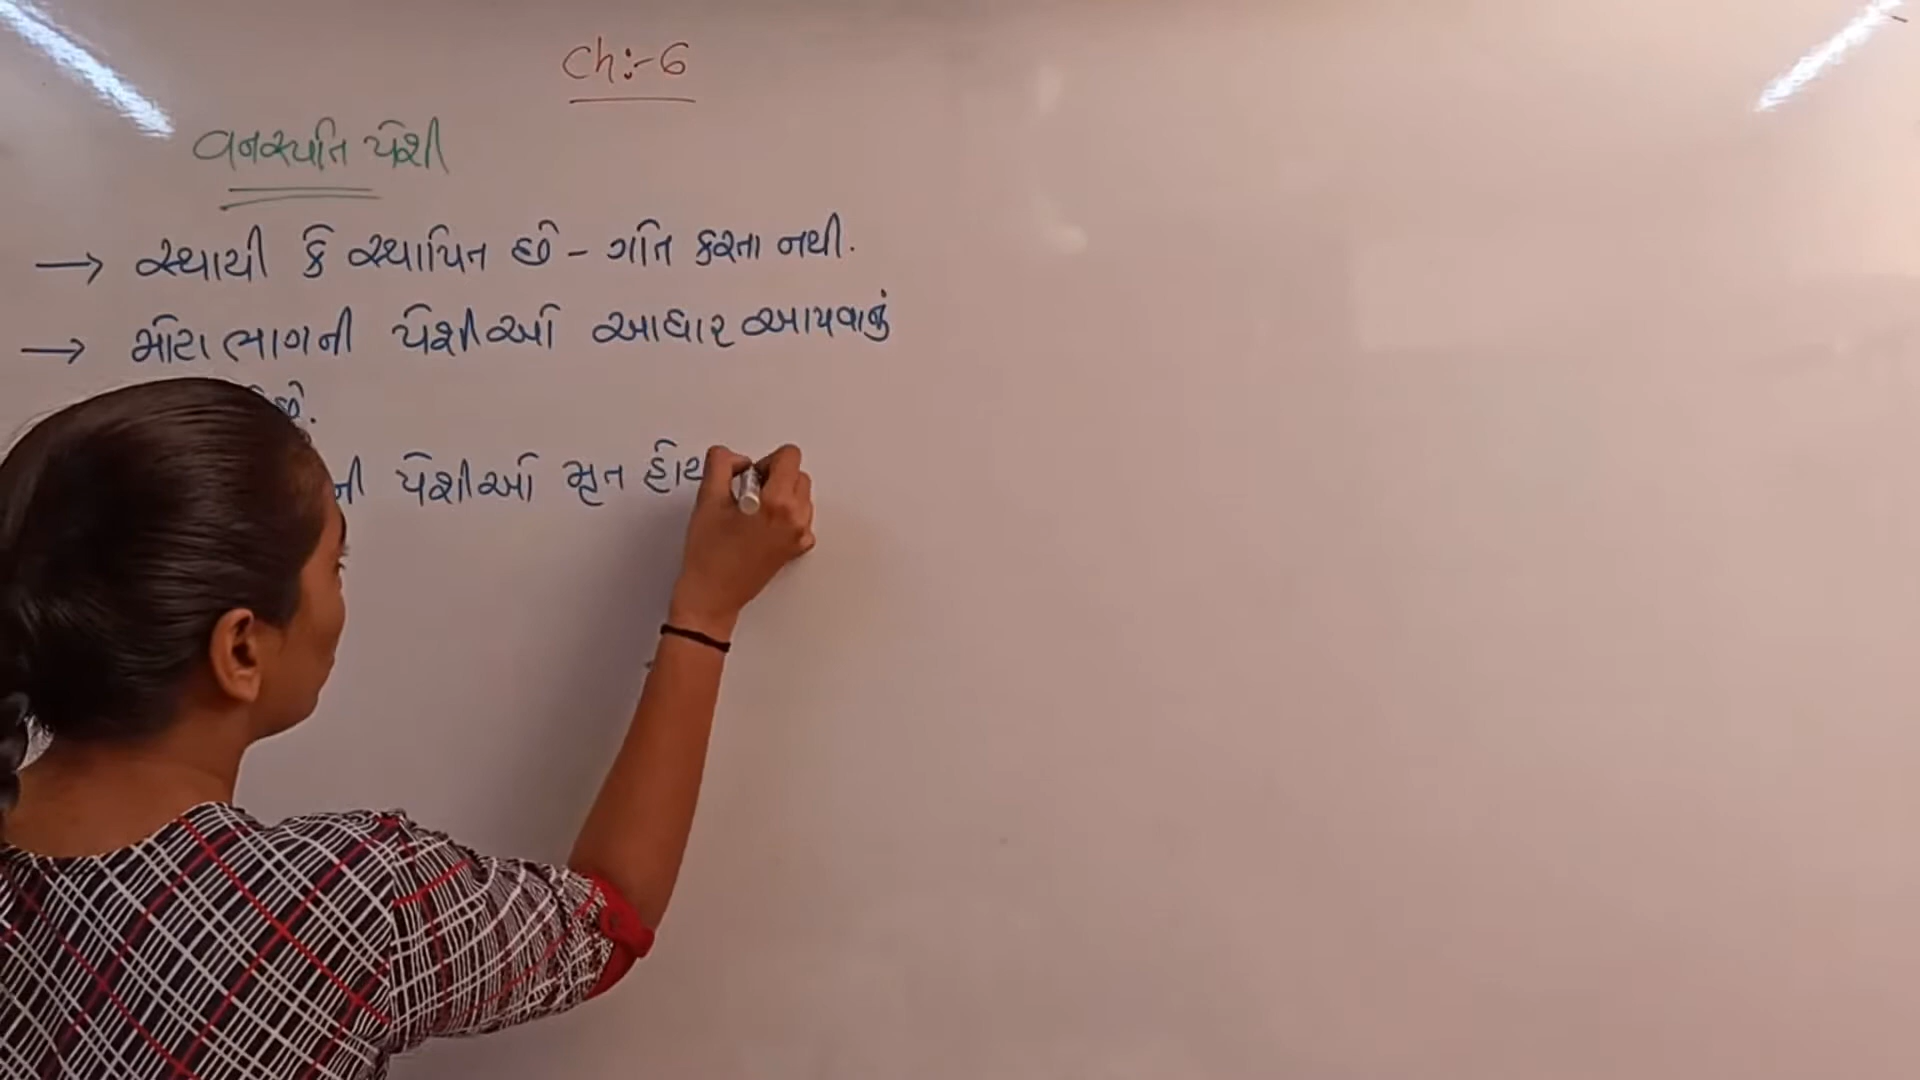 Ch:-6
વનસ્પતિ પેશી
→ સ્થાયી કે સ્થાપિત છે - ગતિ કરતા નથી.
→ મોટા ભાગની પેશીઓ આધાર આપવાનું
છે.
પેશીઓ મૃત